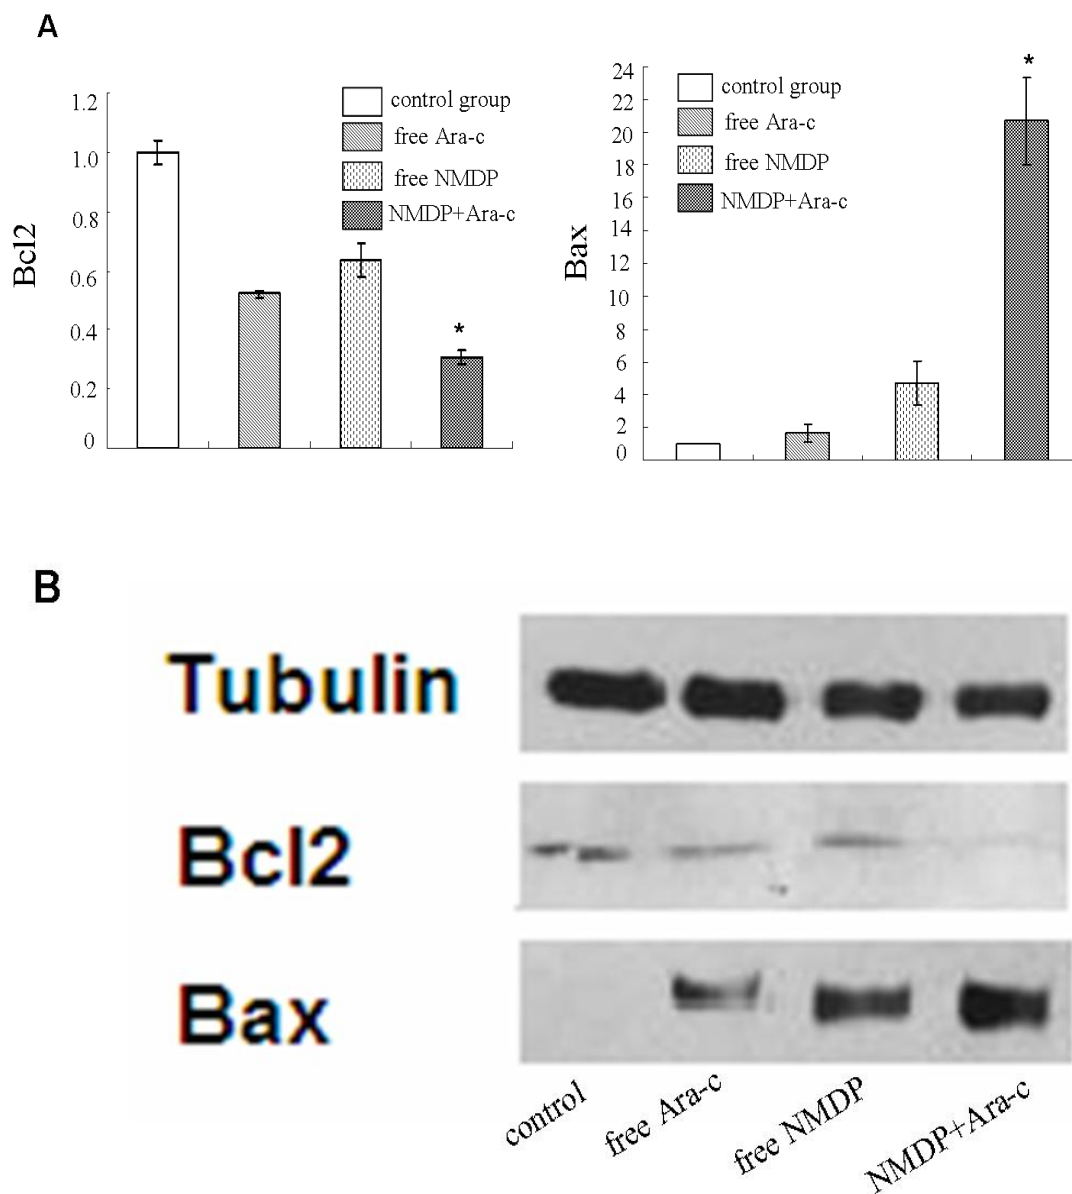 A
Bcl2
1.2
1.0
0.8
0.6
0.4
0.2
0
control group
free Ara-c
free NMDP
NMDP+Ara-c
*
Bax
24
22
20
18
16
14
12
10
8
6
4
2
0
control group
free Ara-c
free NMDP
NMDP+Ara-c
*
B
Tubulin
Bcl2
Bax
control
free Ara-c
free NMDP
NMDP+Ara-c